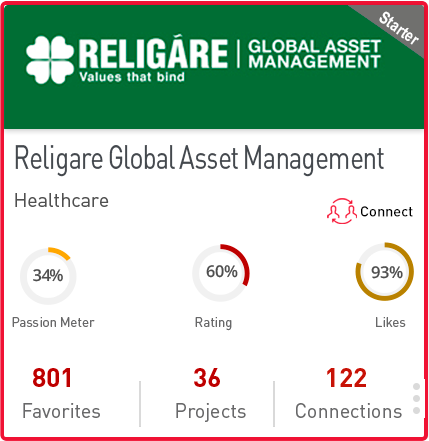 Starter
RELIGÁRE | GLOBAL ASSET
MANAGEMENT
Values that bind
Religare Global Asset Management
Healthcare
Connect
34%
60%
93%
Passion Meter
Rating
Likes
801
36
122
Favorites
Projects
Connections